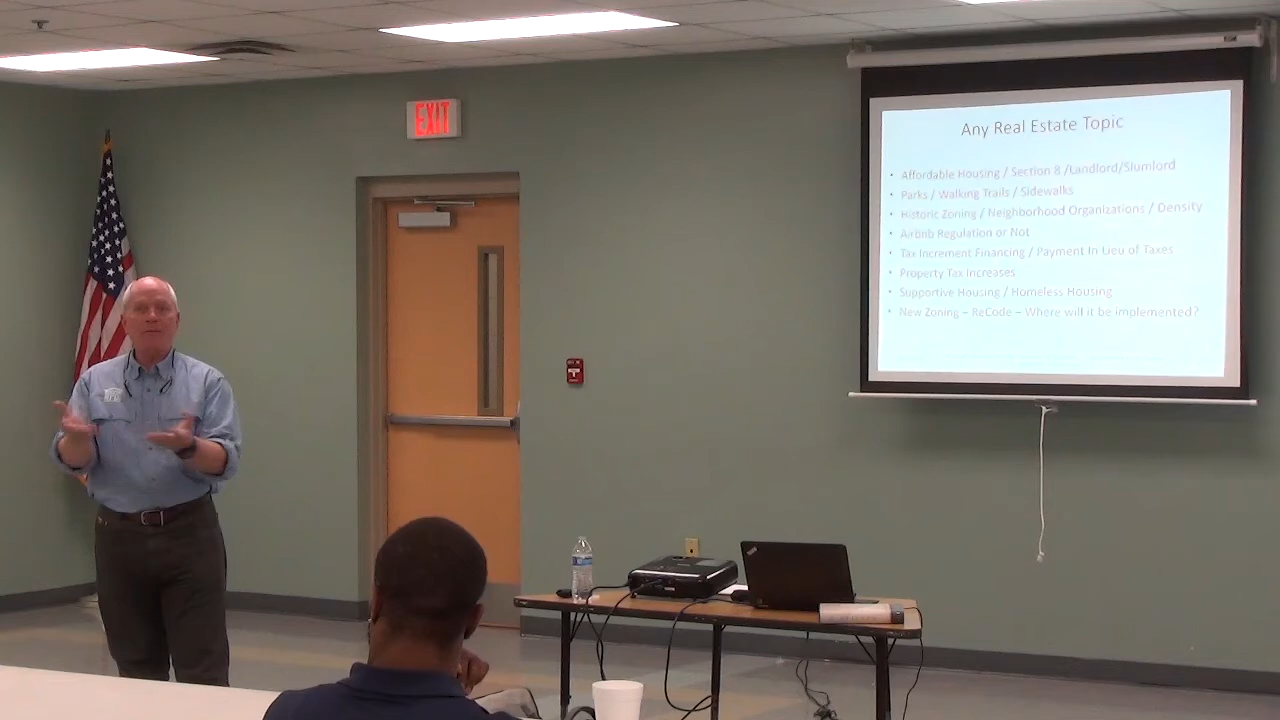 EXIT
Any Real Estate Topic
• Affordable Housing / Section 8 /Landlord/Slumlord
• Parks / Walking Trails / Sidewalks
• Historic Zoning / Neighborhood Organizations / Density
• Airbnb Regulation or Not
• Tax Increment Financing / Payment In Lieu of Taxes
• Property Tax Increases
• Supportive Housing / Homeless Housing
• New Zoning – ReCode – Where will it be implemented?